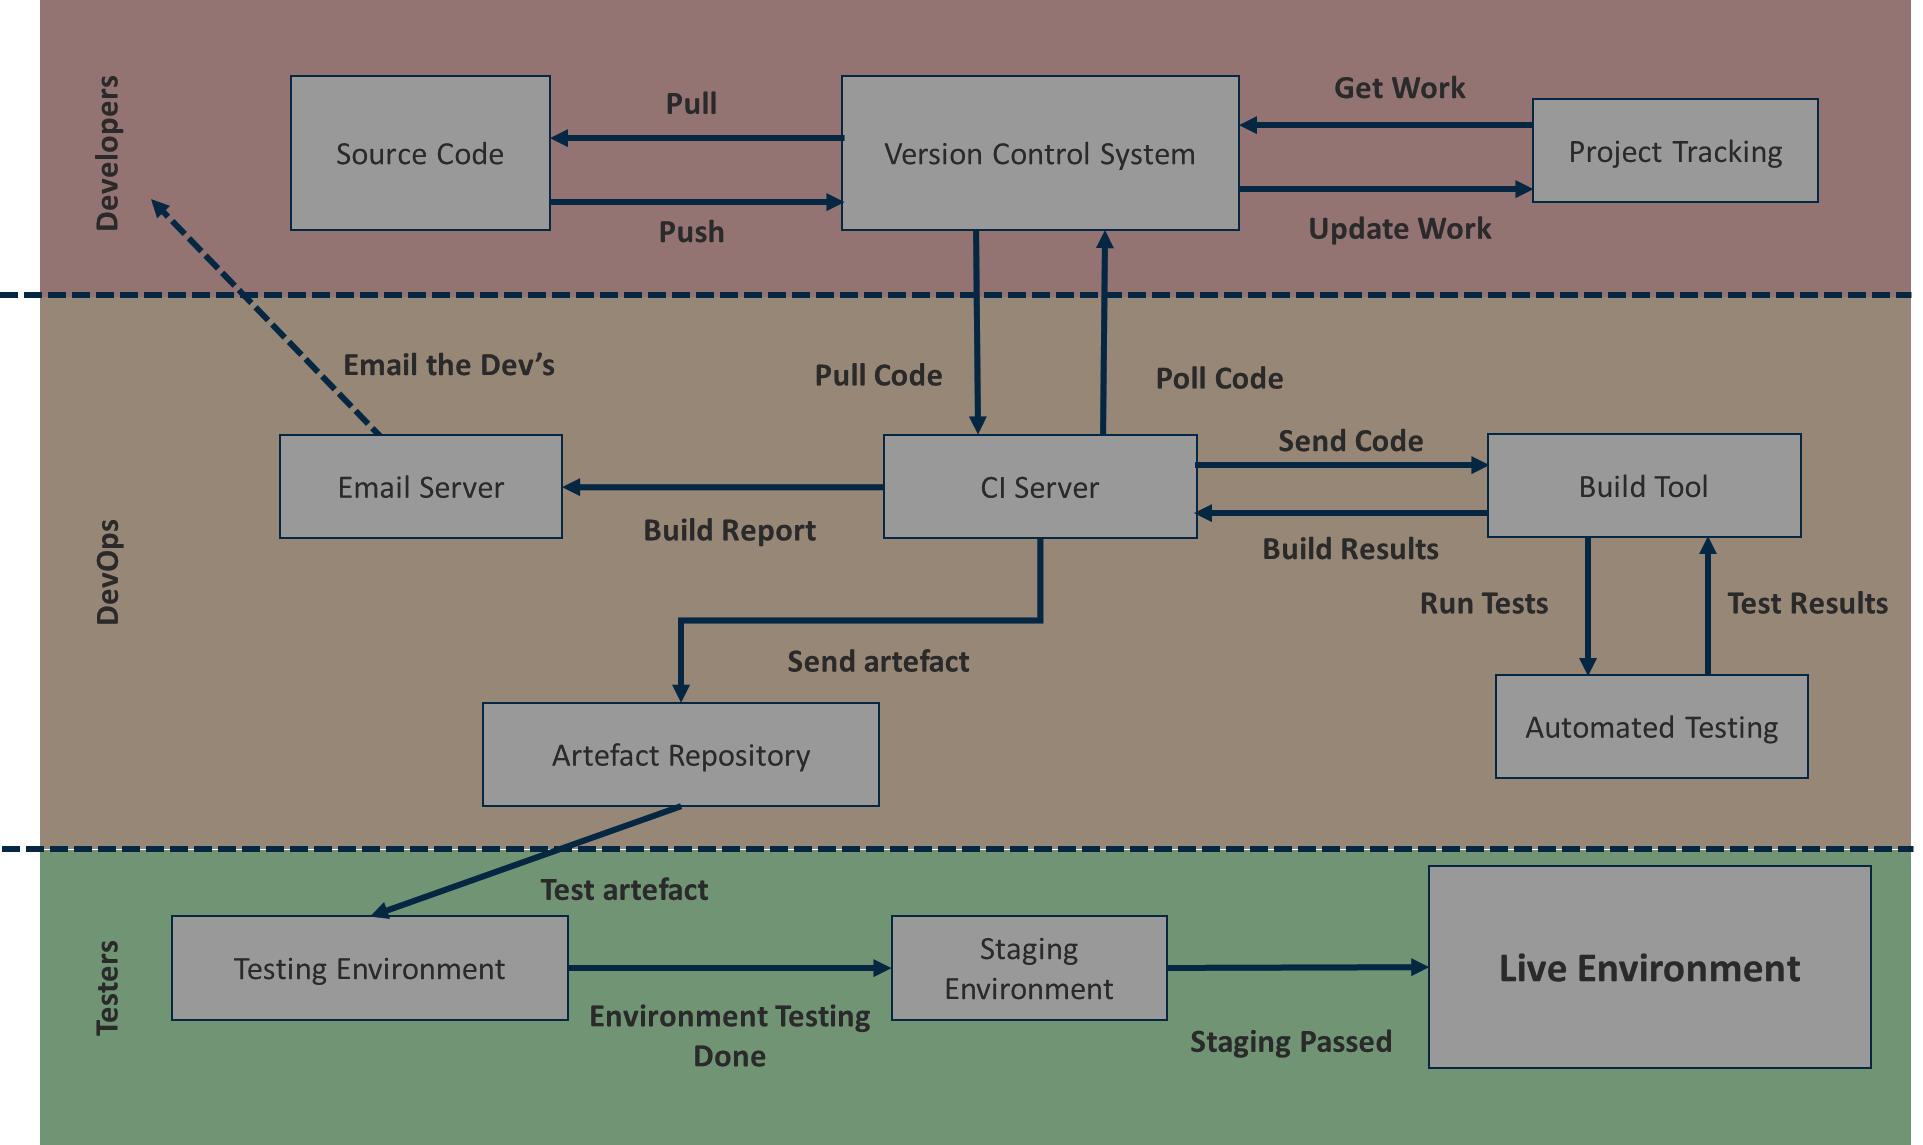 Developers
Source Code
Pull
Push
Version Control System
Get Work
Update Work
Project Tracking
Email the Dev’s
Pull Code
Poll Code
DevOps
Email Server
Build Report
CI Server
Send Code
Build Results
Build Tool
Run Tests
Test Results
Send artefact
Artefact Repository
Automated Testing
Test artefact
Testers
Testing Environment
Environment Testing
Done
Staging
Environment
Staging Passed
Live Environment